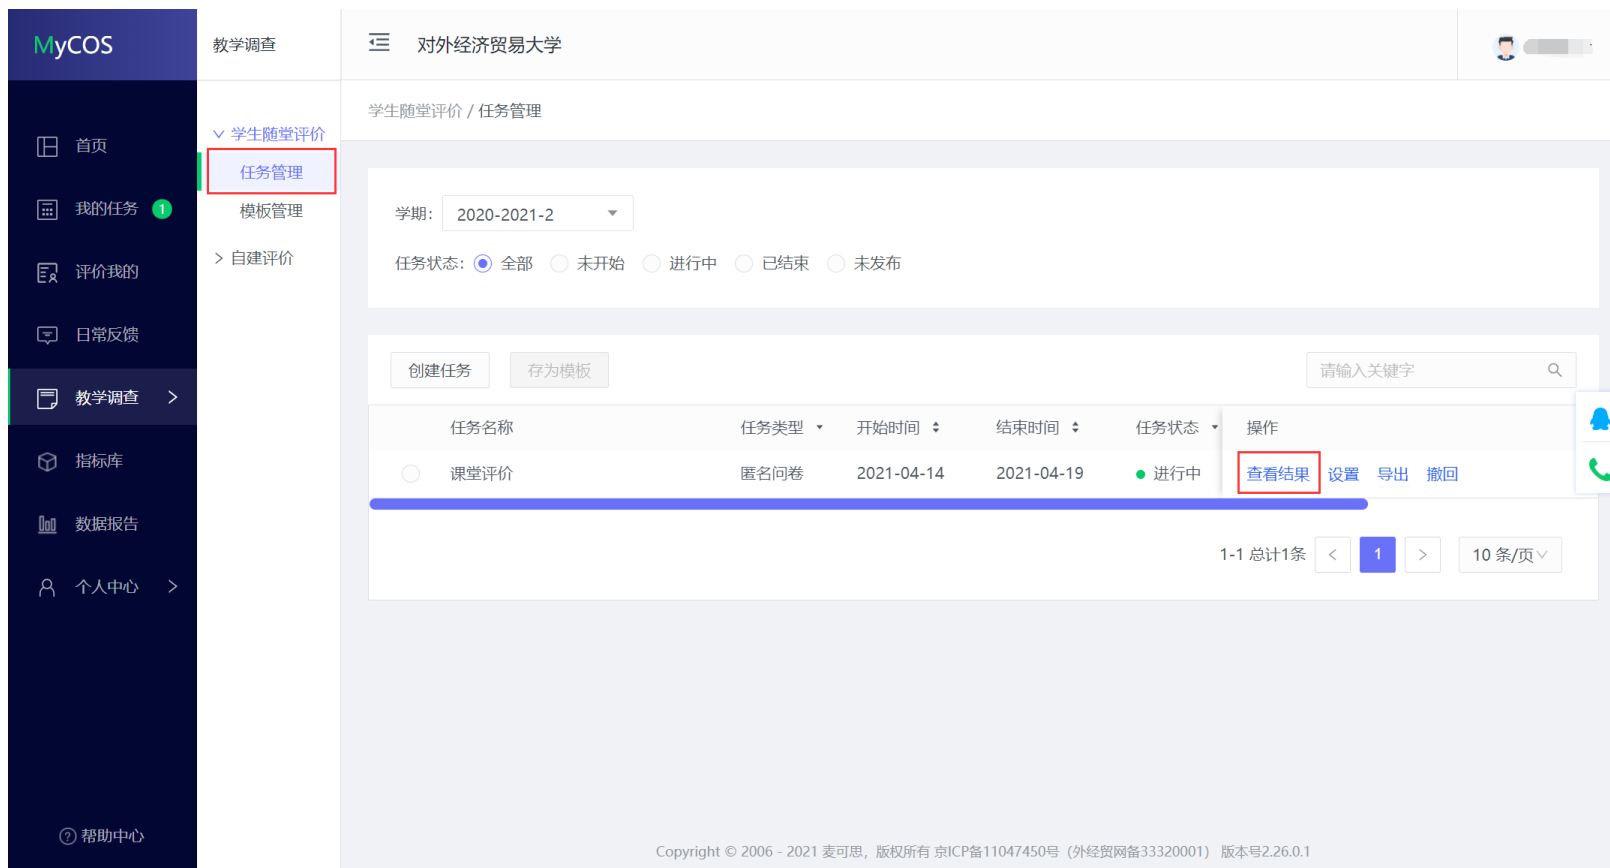 MyCOS
教学调查
对外经济贸易大学
学生随堂评价 / 任务管理
首页
我的任务 1
评价我的
日常反馈
教学调查
指标库
数据报告
个人中心
帮助中心
学生随堂评价
任务管理
模板管理
自建评价
学期: 2020-2021-2
任务状态: 全部 未开始 进行中 已结束 未发布
创建任务 存为模板 请输入关键字
任务名称 任务类型 开始时间 结束时间 任务状态 操作
课堂评价 匿名问卷 2021-04-14 2021-04-19 进行中 查看结果 设置 导出 撤回
1-1 总计1条 < 1 > 10 条/页
Copyright © 2006 - 2021 麦可思，版权所有 京ICP备11047450号（外经贸网备33320001） 版本号2.26.0.1